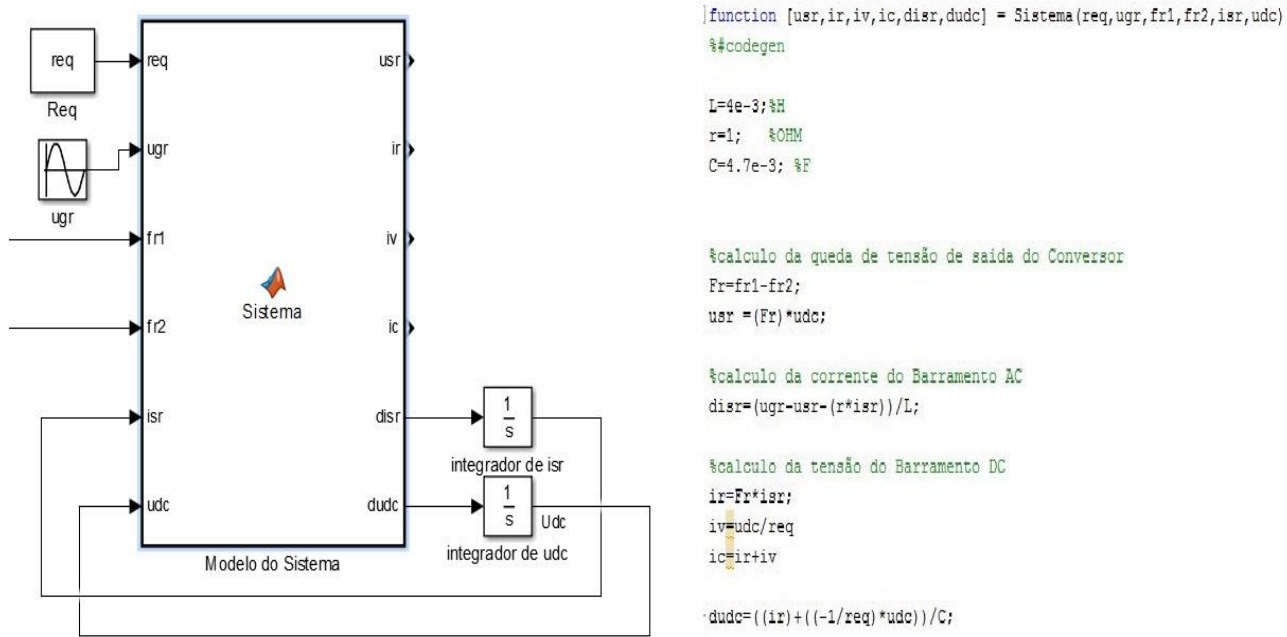 req
Req
ugr
req
ugr
fr1
fr2
isr
udc
Sistema
usr
ir
iv
ic
disr
dudc
1
s
integrador de isr
1
s
Udc
integrador de udc
Modelo do Sistema
function [usr,ir,iv,ic,disr,dudc] = Sistema(req,ugr,fr1,fr2,isr,udc)
%#codegen
L=4e-3;%H
r=1; %OHM
C=4.7e-3; %F
%calculo da queda de tensão de saida do Conversor
Fr=fr1-fr2;
usr =(Fr)*udc;
%calculo da corrente do Barramento AC
disr=(ugr-usr-(r*isr))/L;
%calculo da tensão do Barramento DC
ir=Fr*isr;
iv=udc/req
ic=ir+iv
dudc=((ir)+((-1/req)*udc))/C;